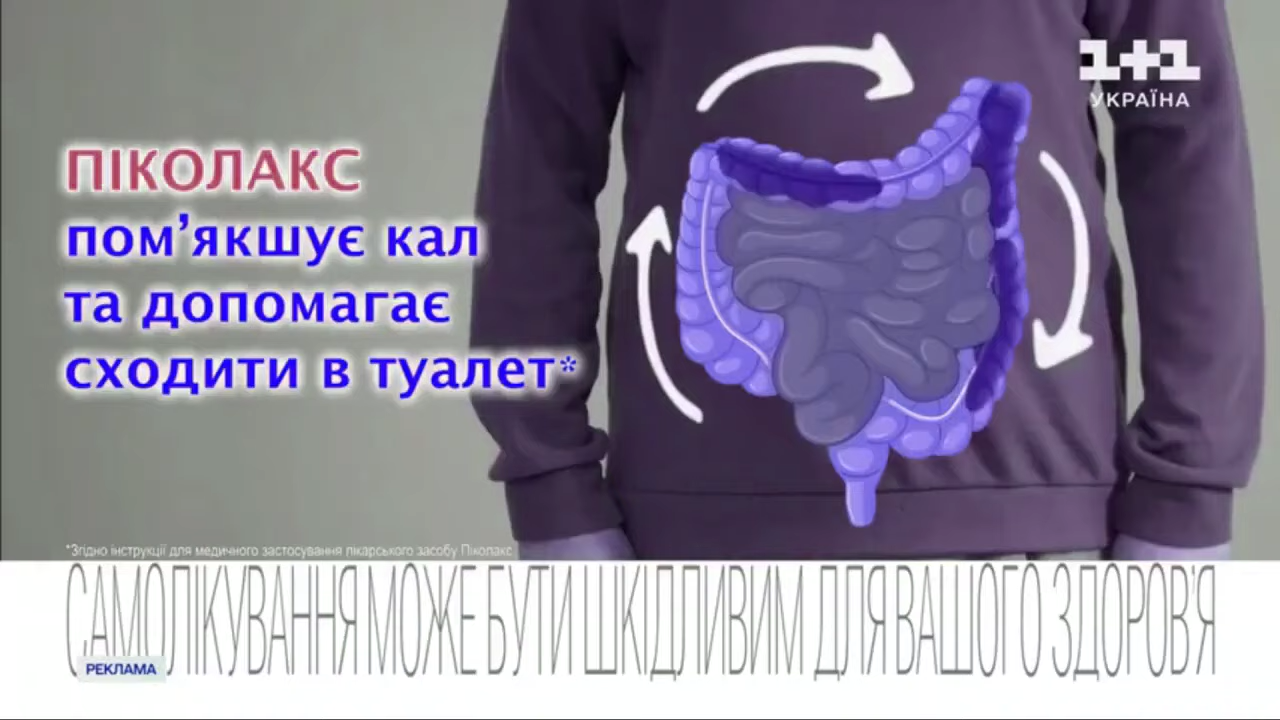 1+1
УКРАЇНА
ПІКОЛАКС
пом’якшує кал
та допомагає
сходити в туалет*
*Згідно інструкції для медичного застосування лікарського засобу Піколакс
САМОЛІКУВАННЯ МОЖЕ БУТИ ШКІДЛИВИМ ДЛЯ ВАШОГО ЗДОРОВ’Я
РЕКЛАМА